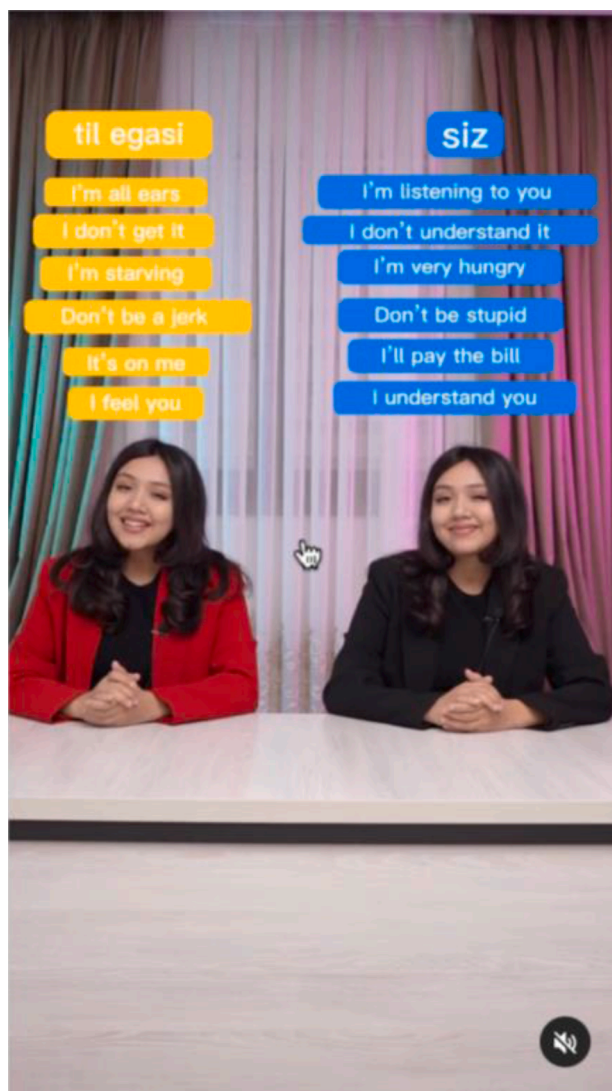 til egasi
I'm all ears
I don't get it
I'm starving
Don't be a jerk
It's on me
I feel you
siz
I'm listening to you
I don't understand it
I'm very hungry
Don't be stupid
I'll pay the bill
I understand you